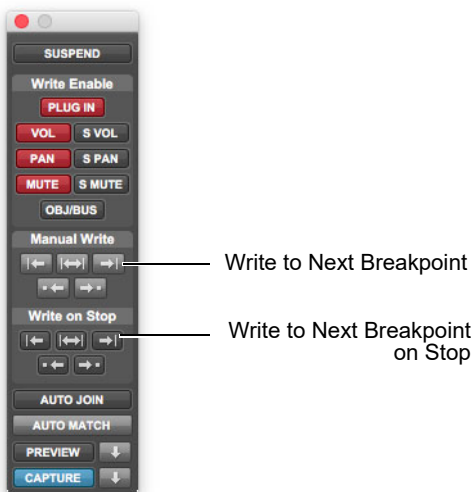 SUSPEND
Write Enable
PLUG IN
VOL S VOL
PAN S PAN
MUTE S MUTE
OBJ/BUS
Manual Write
Write to Next Breakpoint
Write on Stop
Write to Next Breakpoint
on Stop
AUTO JOIN
AUTO MATCH
PREVIEW
CAPTURE